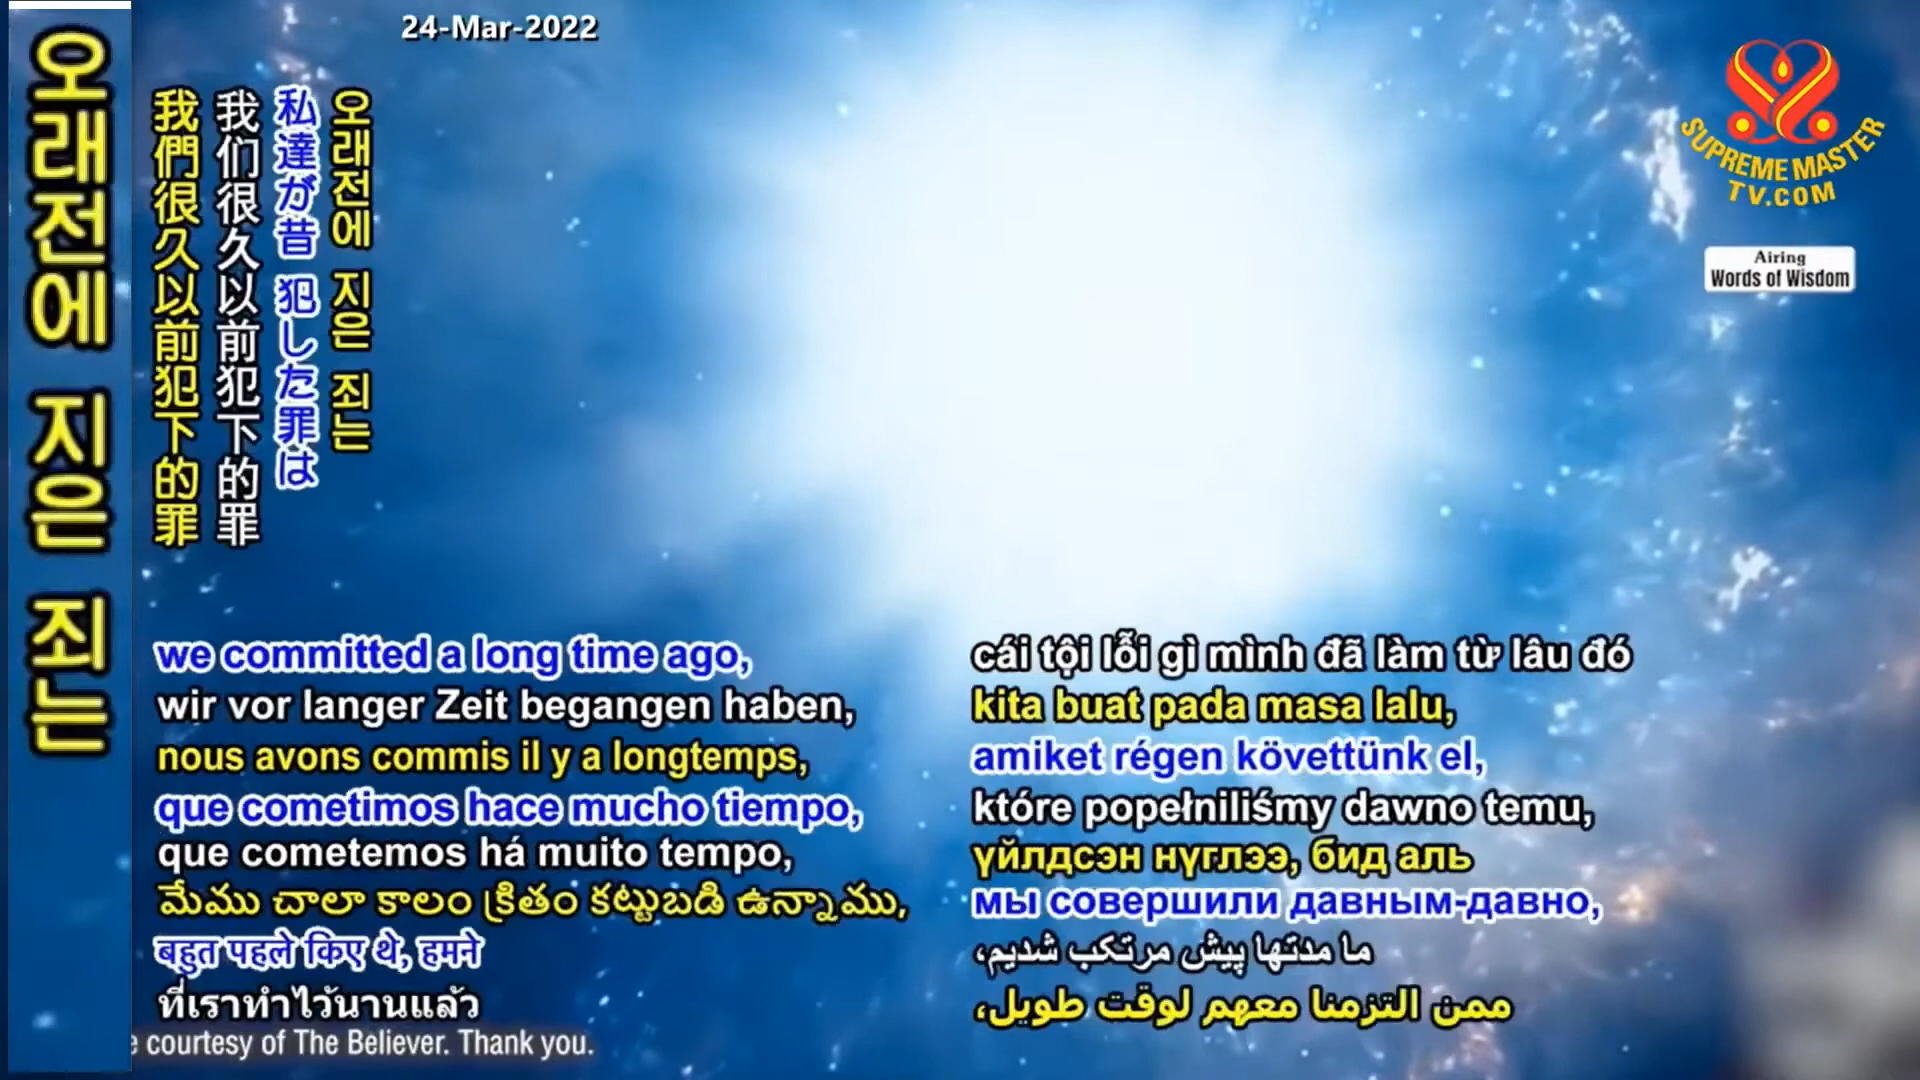 24-Mar-2022
오래전에 지은 죄는
我們很久以前犯下的罪
我们很久以前犯下的罪
私達が昔 犯した罪は
오래전에 지은 죄는
SUPREME MASTER
TV.COM
Airing
Words of Wisdom
we committed a long time ago,
wir vor langer Zeit begangen haben,
nous avons commis il y a longtemps,
que cometimos hace mucho tiempo,
que cometemos há muito tempo,
మేము చాలా కాలం క్రితం కట్టుబడి ఉన్నాము,
बहुत पहले किए थे, हमने
ที่เราทำไว้นานแล้ว
cái tội lỗi gì mình đã làm từ lâu đó
kita buat pada masa lalu,
amiket régen követtünk el,
które popełniliśmy dawno temu,
үйлдсэн нүглээ, бид аль
мы совершили давным-давно,
ما مدتها پیش مرتکب شدیم،
ممن التزمنا معهم لوقت طويل،
e courtesy of The Believer. Thank you.